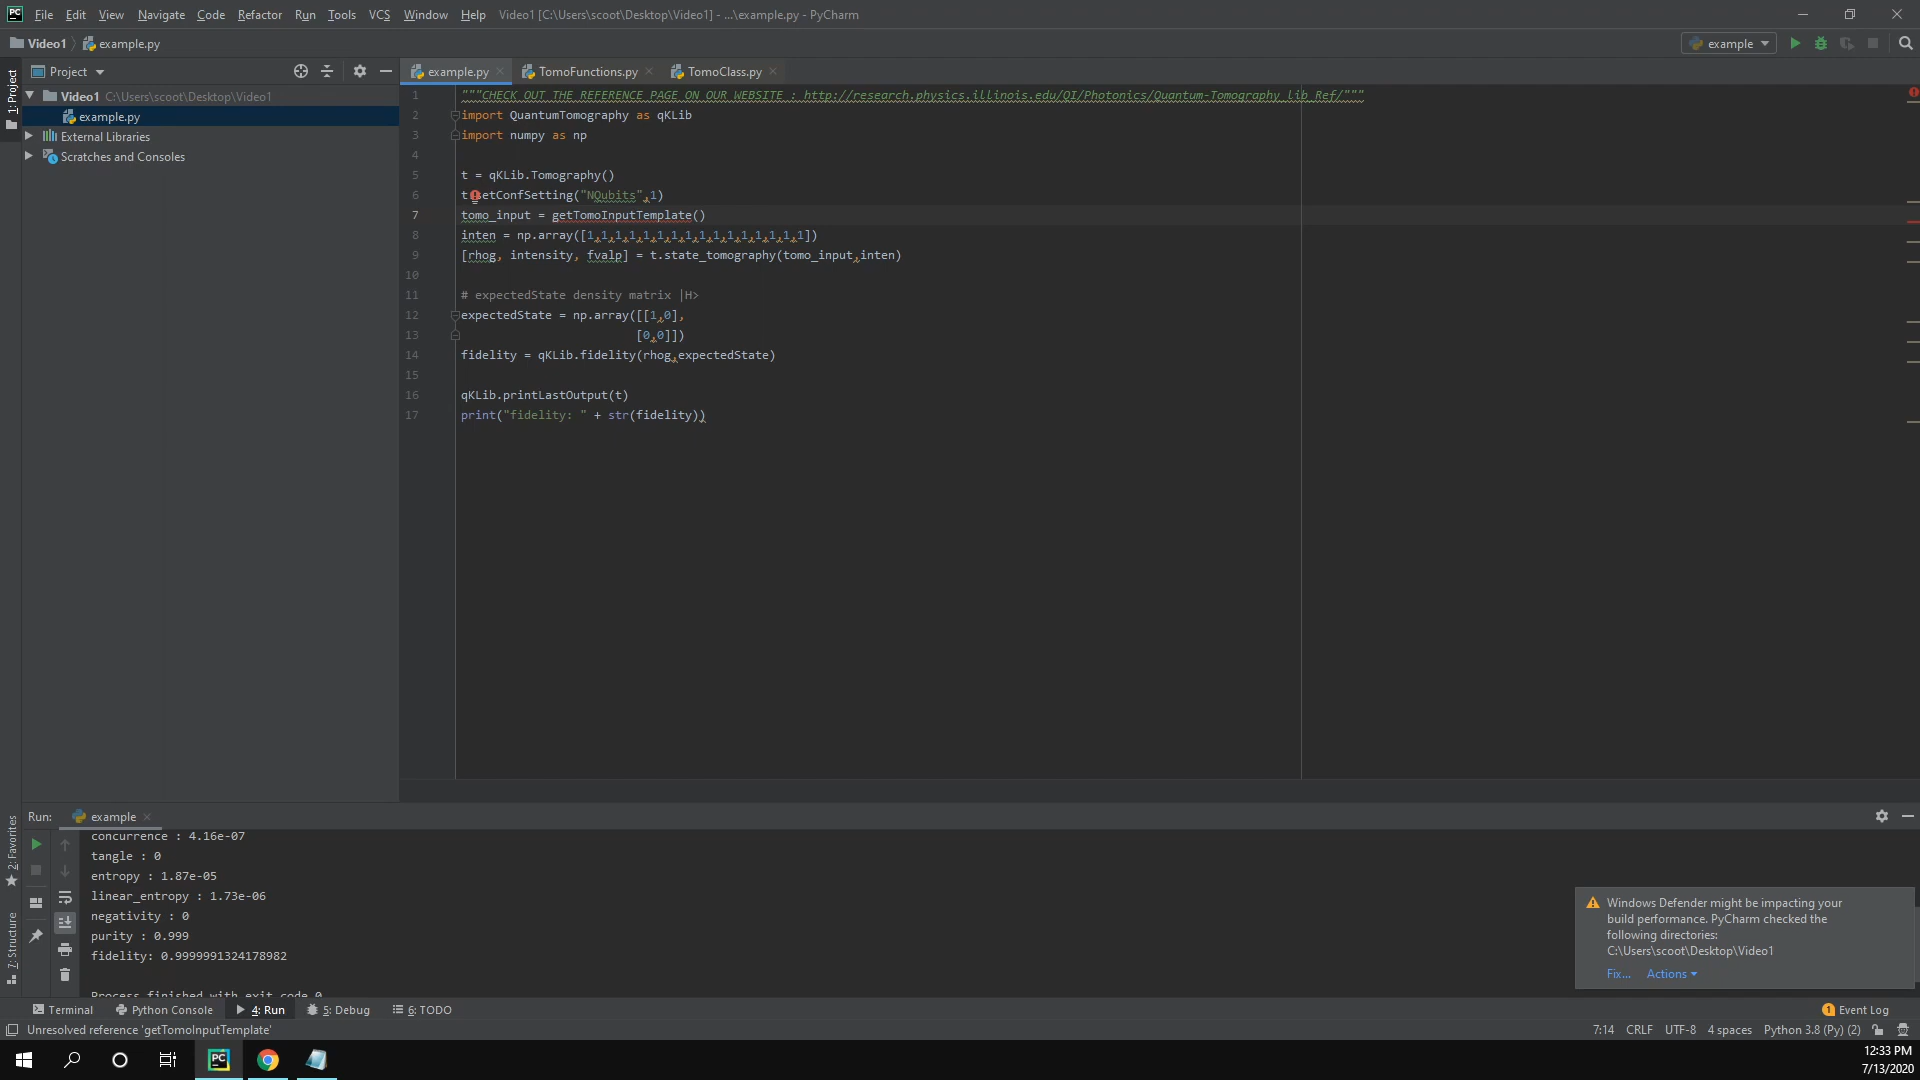 PC File Edit View Navigate Code Refactor Run Tools VCS Window Help Video1 [C:\Users\scoot\Desktop\Video1] - ...\example.py - PyCharm
Video1 example.py example
1: Project
Project example.py TomoFunctions.py TomoClass.py
Video1 C:\Users\scoot\Desktop\Video1
example.py
External Libraries
Scratches and Consoles
1 """CHECK OUT THE REFERENCE PAGE ON OUR WEBSITE : http://research.physics.illinois.edu/QI/Photonics/Quantum-Tomography_lib_Ref/"""
2 import QuantumTomography as qKLib
3 import numpy as np
4
5 t = qKLib.Tomography()
6 t setConfSetting("NQubits",1)
7 tomo_input = getTomoInputTemplate()
8 inten = np.array([1,1,1,1,1,1,1,1,1,1,1,1,1,1,1,1])
9 [rhog, intensity, fvalp] = t.state_tomography(tomo_input,inten)
10
11 # expectedState density matrix |H>
12 expectedState = np.array([[1,0],
13 [0,0]])
14 fidelity = qKLib.fidelity(rhog,expectedState)
15
16 qKLib.printLastOutput(t)
17 print("fidelity: " + str(fidelity))
2: Favorites
7: Structure
Run: example
concurrence : 4.16e-07
tangle : 0
entropy : 1.87e-05
linear_entropy : 1.73e-06
negativity : 0
purity : 0.999
fidelity: 0.9999991324178982
Process finished with exit code 0
Windows Defender might be impacting your
build performance. PyCharm checked the
following directories:
C:\Users\scoot\Desktop\Video1
Fix... Actions
Terminal Python Console 4: Run 5: Debug 6: TODO 1 Event Log
Unresolved reference 'getTomoInputTemplate' 7:14 CRLF UTF-8 4 spaces Python 3.8 (Py) (2)
PC
12:33 PM
7/13/2020